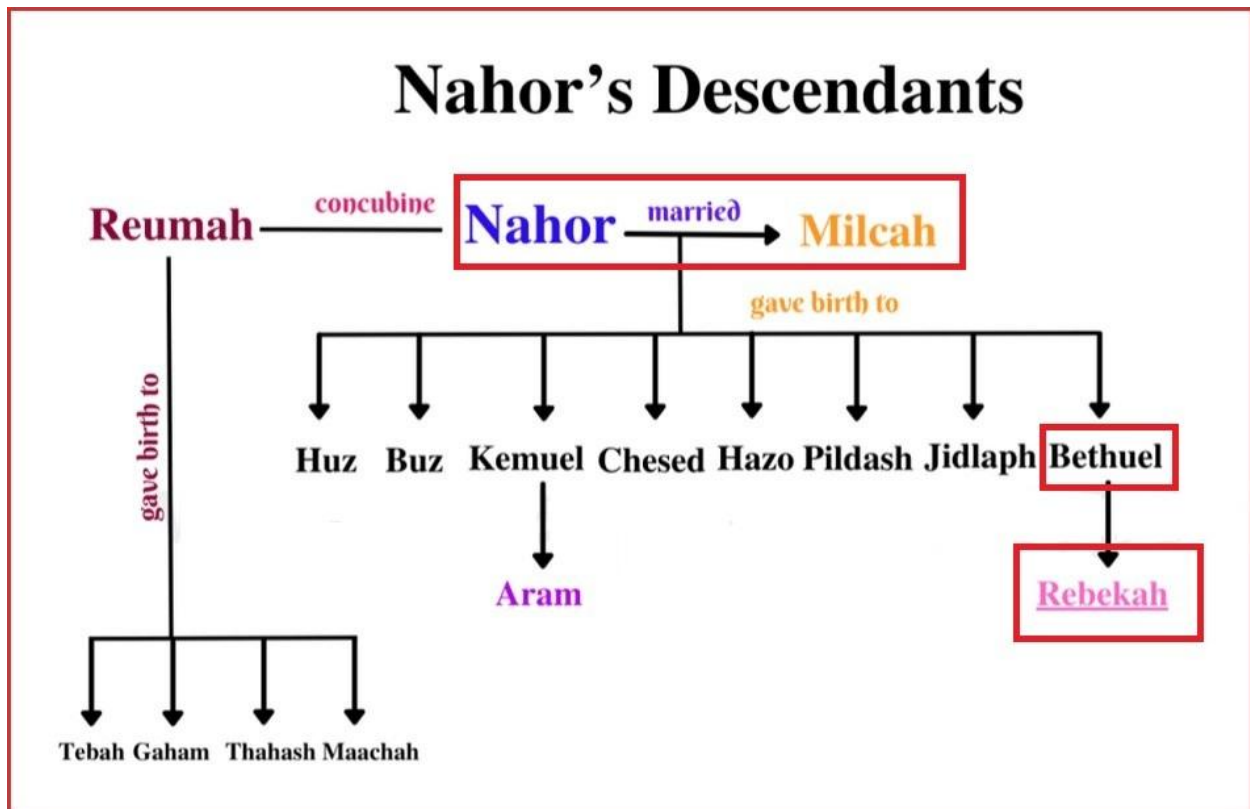 Nahor’s Descendants
Reumah concubine Nahor married Milcah
gave birth to
gave birth to
Huz Buz Kemuel Chesed Hazo Pildash Jidlaph Bethuel
Aram Rebekah
Tebah Gaham Thahash Maachah